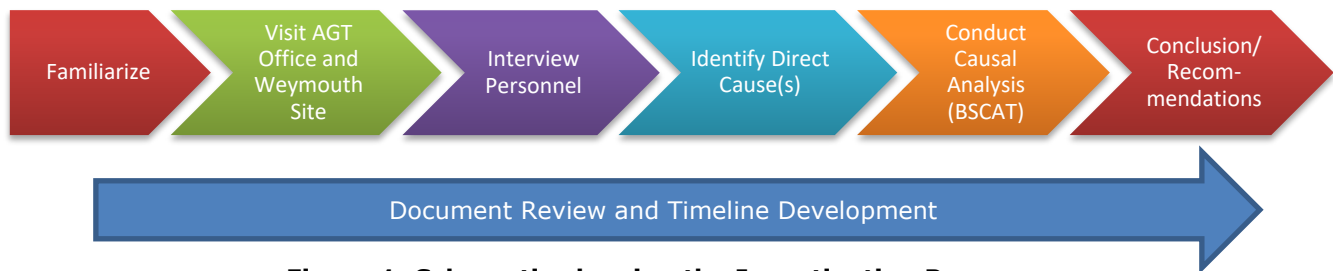 Familiarize
Visit AGT
Office and
Weymouth
Site
Interview
Personnel
Identify Direct
Cause(s)
Conduct
Causal
Analysis
(BSCAT)
Conclusion/
Recom-
mendations
Document Review and Timeline Development